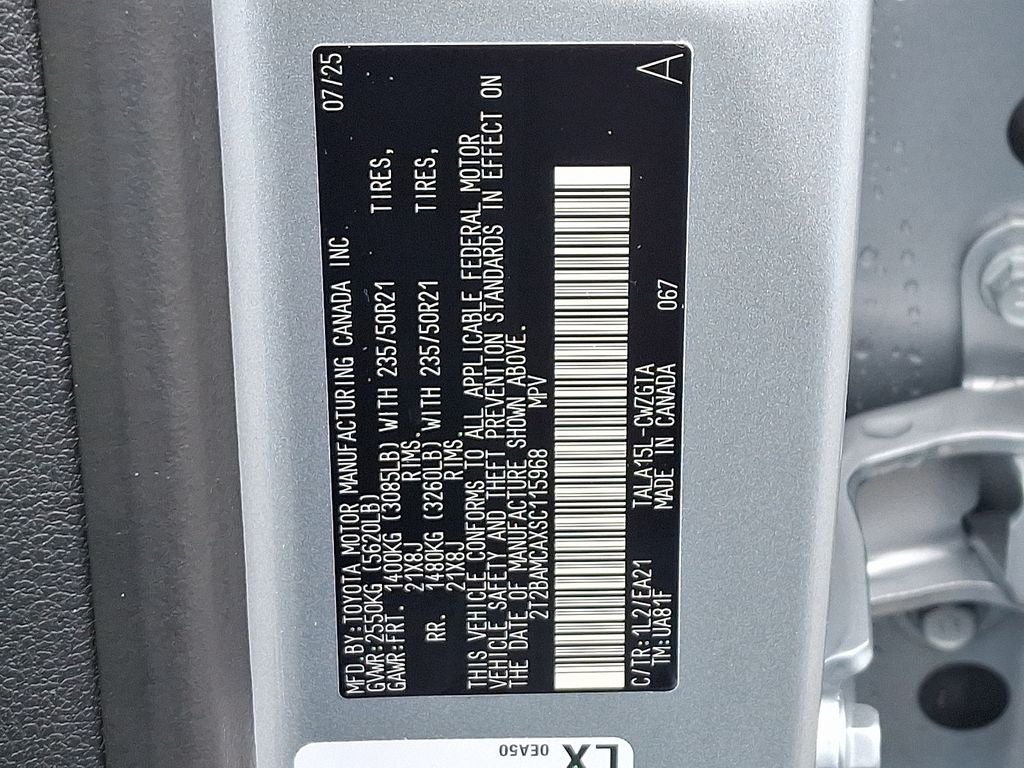 MFD.BY:TOYOTA MOTOR MANUFACTURING CANADA INC 07/25
GVWR:2550KG (5620LB)
GAWR:FRT. 1400KG (3085LB) WITH 235/50R21 TIRES,
21X8J RIMS.
RR. 1480KG (3260LB) WITH 235/50R21 TIRES,
21X8J RIMS.
THIS VEHICLE CONFORMS TO ALL APPLICABLE FEDERAL MOTOR
VEHICLE SAFETY AND THEFT PREVENTION STANDARDS IN EFFECT ON
THE DATE OF MANUFACTURE SHOWN ABOVE.
2T2BAMCAXSC115968 MPV
C/TR:1L2/EA21 TALA15L-CWZGTA 067
TM:UA81F MADE IN CANADA A
LX
0EA50